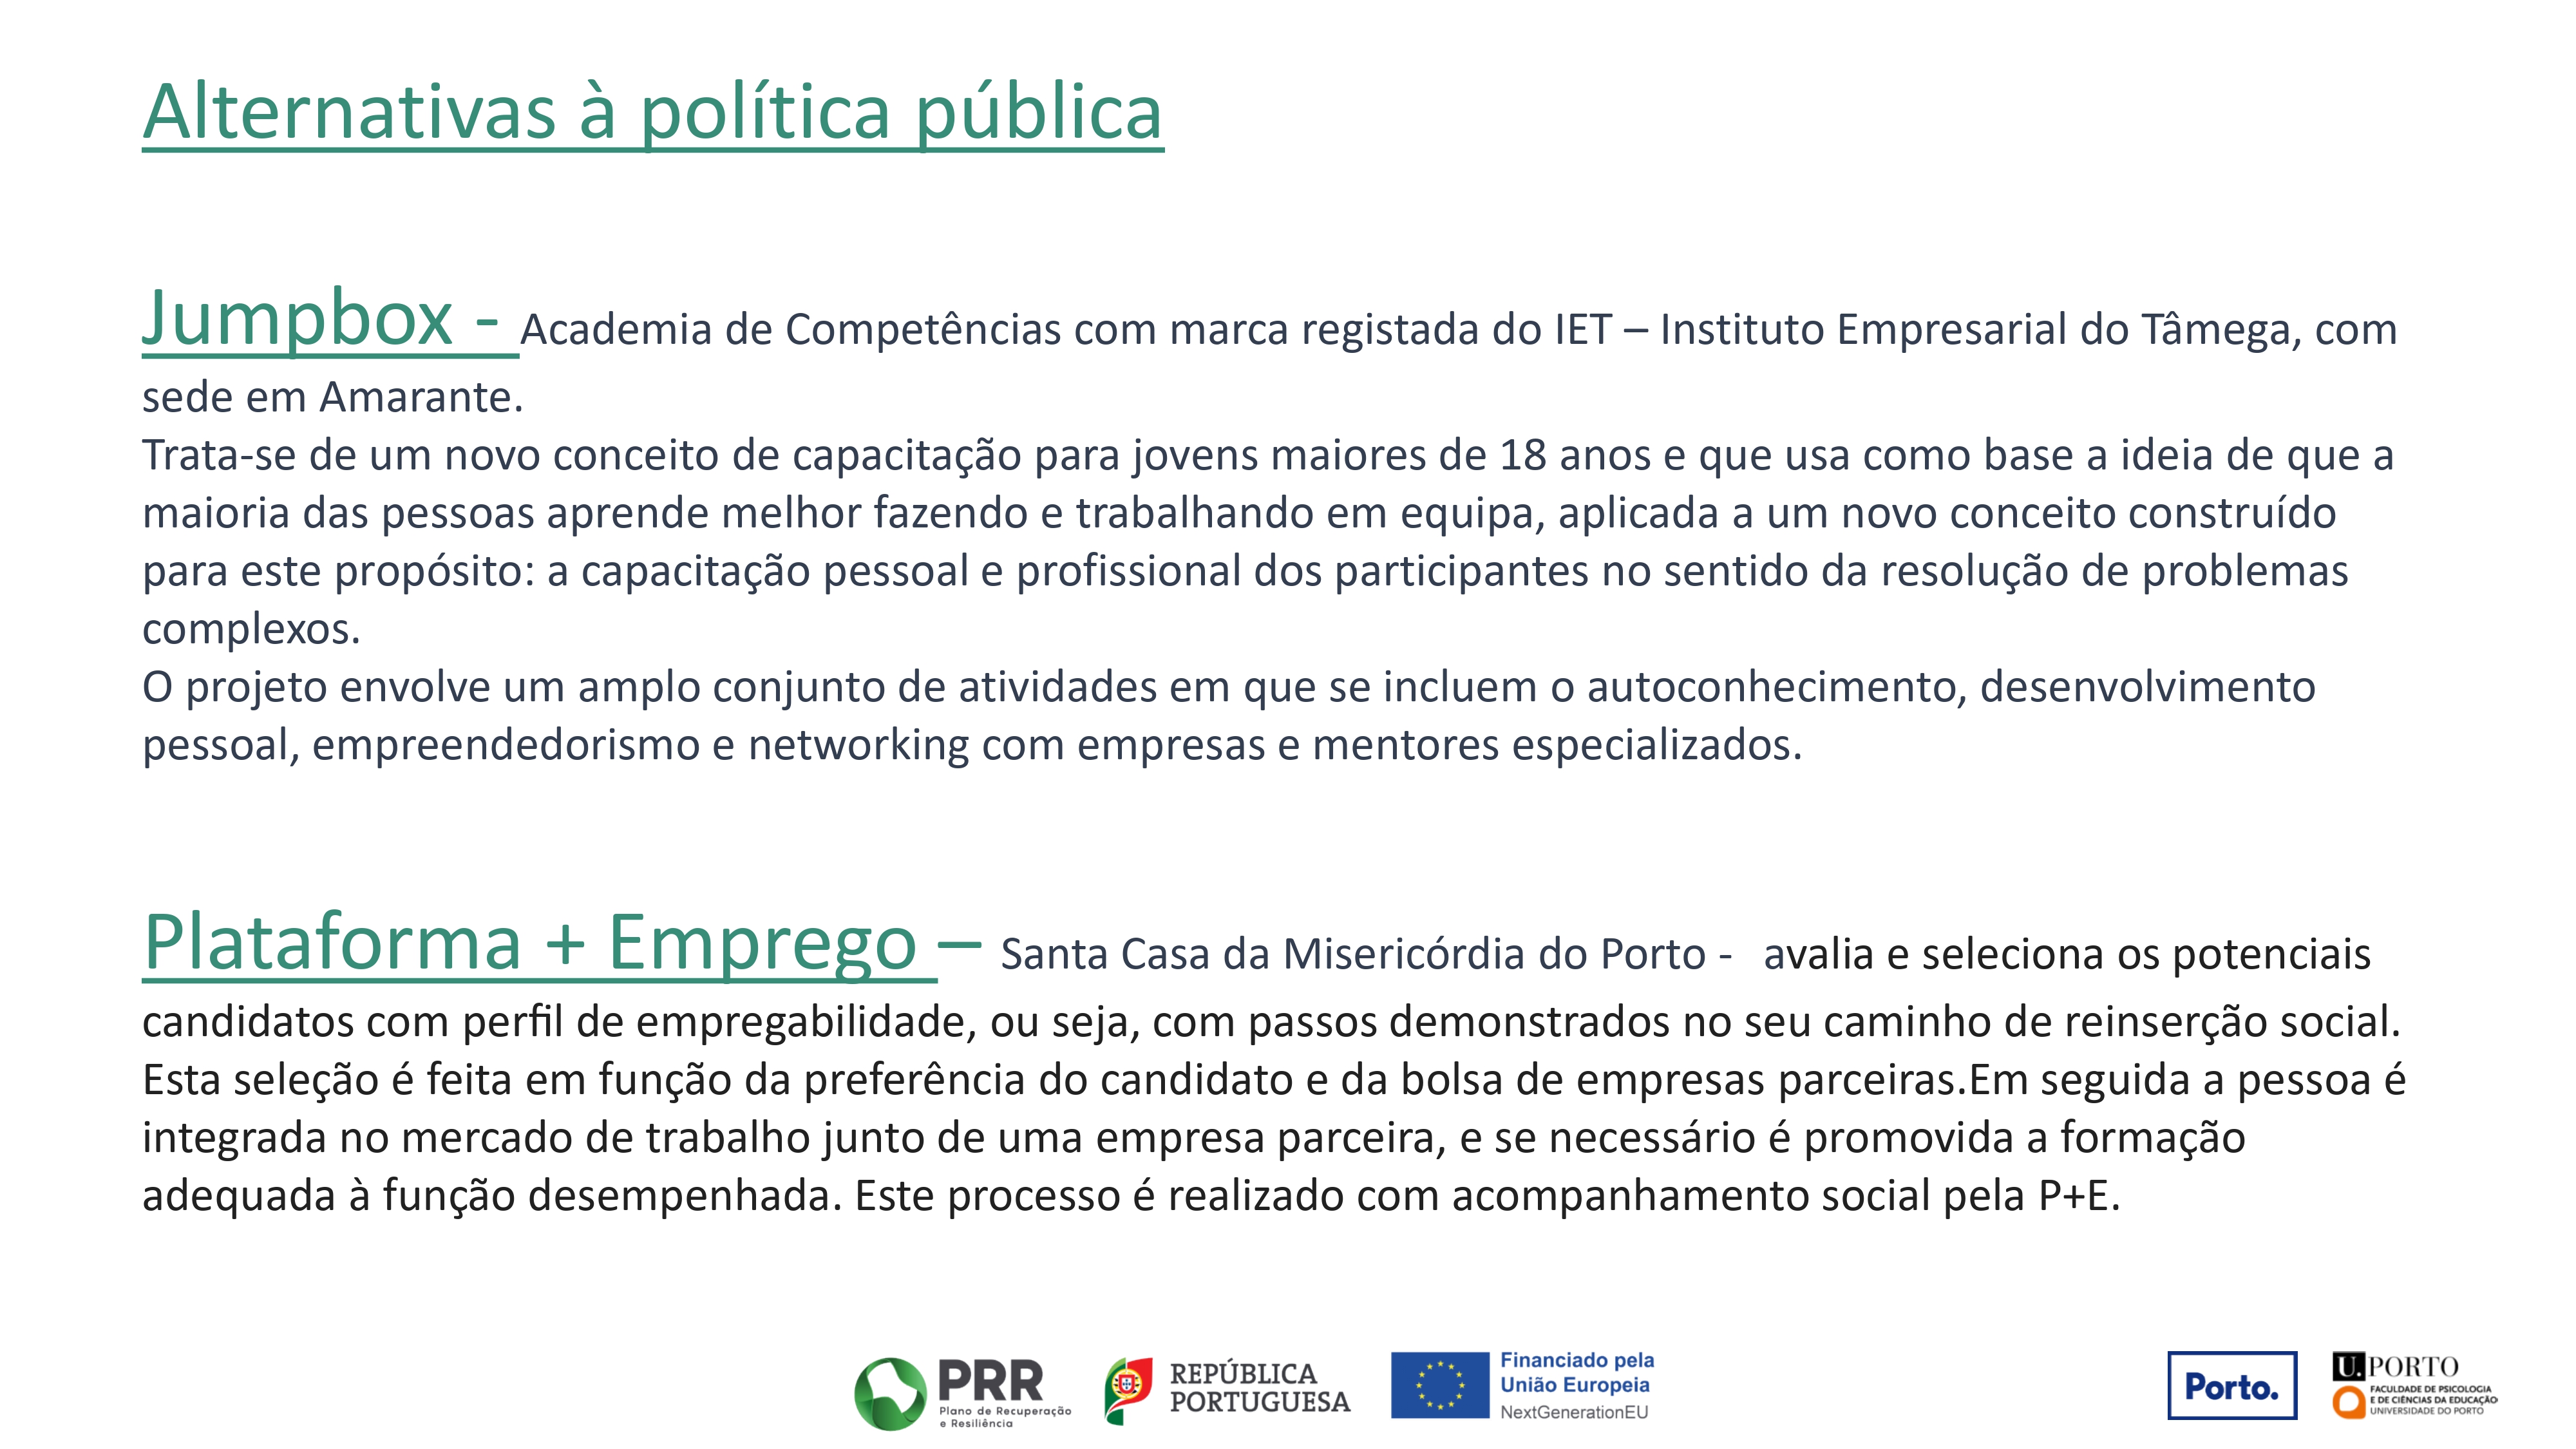 Alternativas à política pública
Jumpbox - Academia de Competências com marca registada do IET – Instituto Empresarial do Tâmega, com
sede em Amarante.
Trata-se de um novo conceito de capacitação para jovens maiores de 18 anos e que usa como base a ideia de que a
maioria das pessoas aprende melhor fazendo e trabalhando em equipa, aplicada a um novo conceito construído
para este propósito: a capacitação pessoal e profissional dos participantes no sentido da resolução de problemas
complexos.
O projeto envolve um amplo conjunto de atividades em que se incluem o autoconhecimento, desenvolvimento
pessoal, empreendedorismo e networking com empresas e mentores especializados.
Plataforma + Emprego – Santa Casa da Misericórdia do Porto - avalia e seleciona os potenciais
candidatos com perfil de empregabilidade, ou seja, com passos demonstrados no seu caminho de reinserção social.
Esta seleção é feita em função da preferência do candidato e da bolsa de empresas parceiras.Em seguida a pessoa é
integrada no mercado de trabalho junto de uma empresa parceira, e se necessário é promovida a formação
adequada à função desempenhada. Este processo é realizado com acompanhamento social pela P+E.
PRR
Plano de Recuperação
e Resiliência
REPÚBLICA
PORTUGUESA
Financiado pela
União Europeia
NextGenerationEU
Porto.
U.PORTO
FACULDADE DE PSICOLOGIA
E DE CIÊNCIAS DA EDUCAÇÃO
UNIVERSIDADE DO PORTO